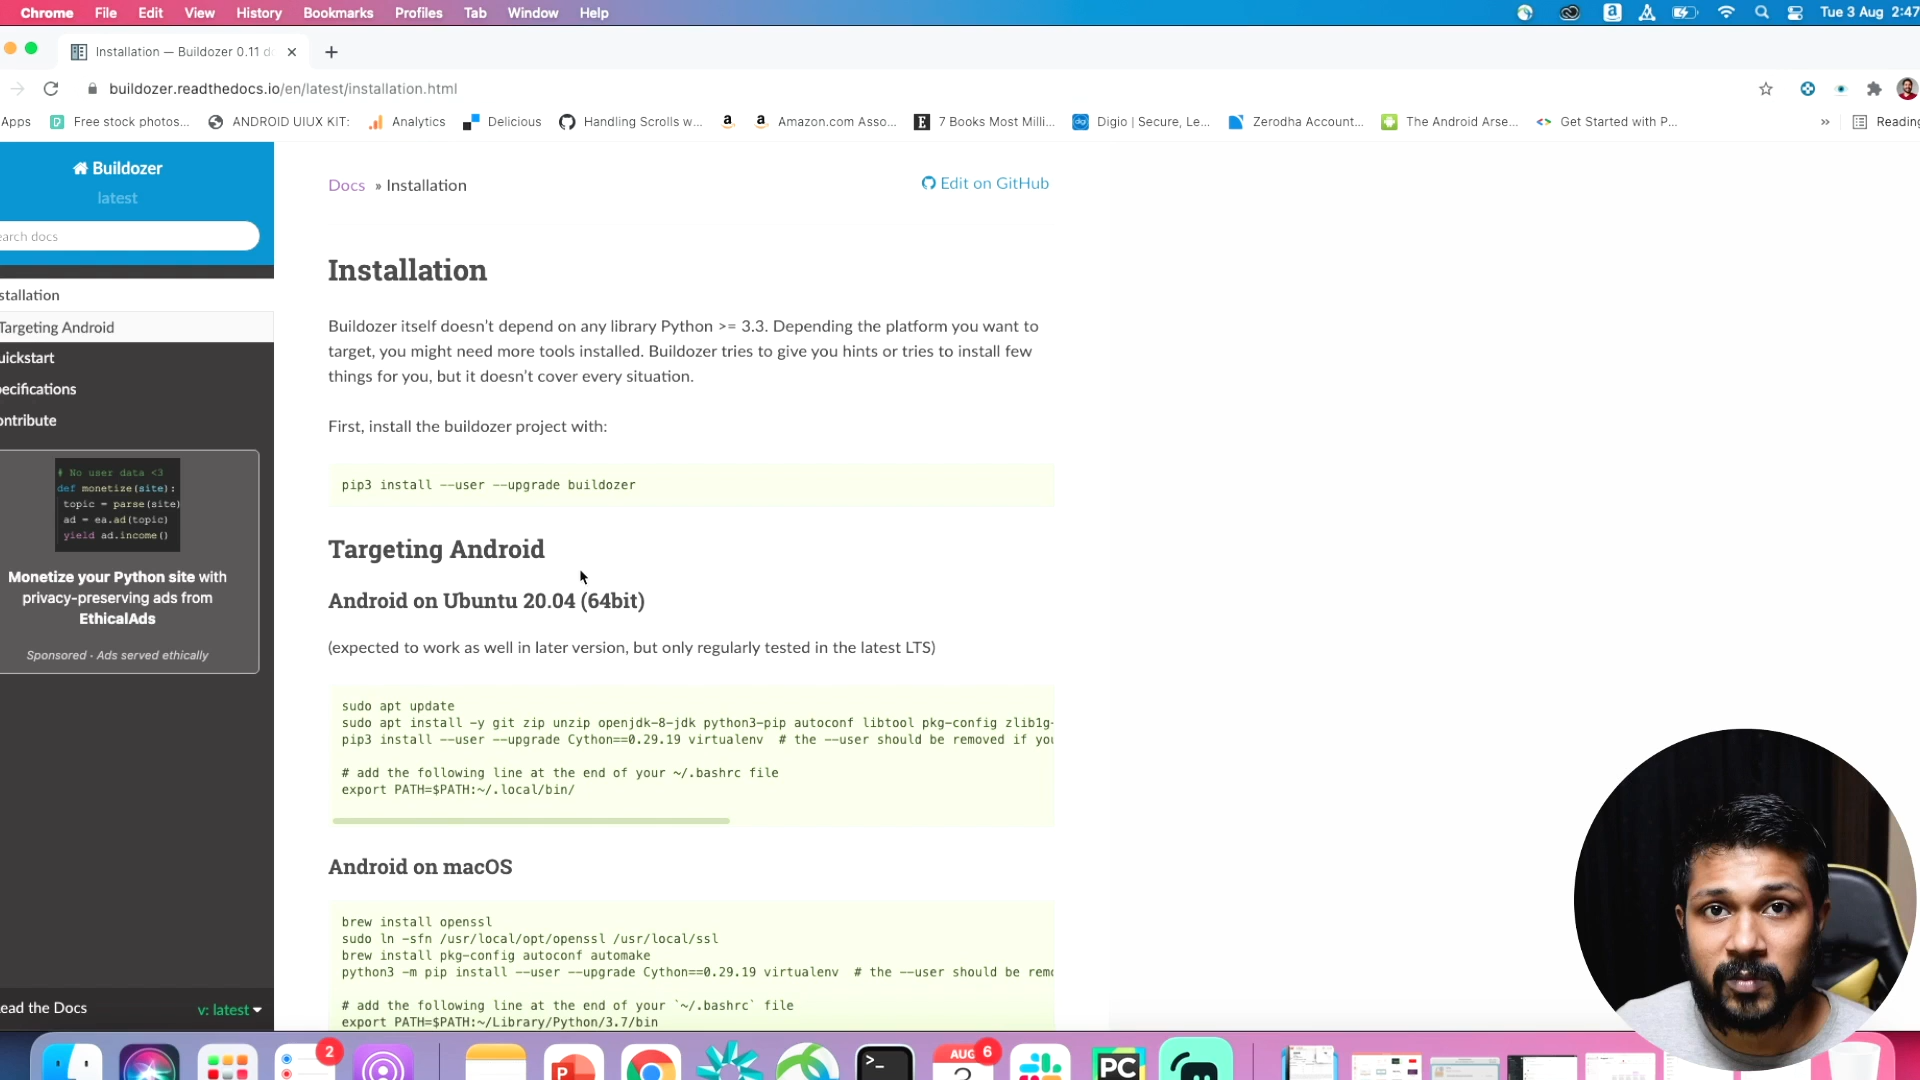 Chrome File Edit View History Bookmarks Profiles Tab Window Help
Tue 3 Aug 2:47
Installation — Buildozer 0.11 d
buildozer.readthedocs.io/en/latest/installation.html
Apps Free stock photos... ANDROID UIUX KIT: Analytics Delicious Handling Scrolls w... Amazon.com Asso... 7 Books Most Milli... Digio | Secure, Le... Zerodha Account... The Android Arse... Get Started with P... » Reading
Buildozer
latest
earch docs
stallation
Targeting Android
uickstart
pecifications
ontribute
# No user data <3
def monetize(site):
topic = parse(site)
ad = ea.ad(topic)
yield ad.income()
Monetize your Python site with
privacy-preserving ads from
EthicalAds
Sponsored · Ads served ethically
ead the Docs v: latest
Docs » Installation
Edit on GitHub
Installation
Buildozer itself doesn't depend on any library Python >= 3.3. Depending the platform you want to
target, you might need more tools installed. Buildozer tries to give you hints or tries to install few
things for you, but it doesn't cover every situation.
First, install the buildozer project with:
pip3 install --user --upgrade buildozer
Targeting Android
Android on Ubuntu 20.04 (64bit)
(expected to work as well in later version, but only regularly tested in the latest LTS)
sudo apt update
sudo apt install -y git zip unzip openjdk-8-jdk python3-pip autoconf libtool pkg-config zlib1g-
pip3 install --user --upgrade Cython==0.29.19 virtualenv # the --user should be removed if you
# add the following line at the end of your ~/.bashrc file
export PATH=$PATH:~/.local/bin/
Android on macOS
brew install openssl
sudo ln -sfn /usr/local/opt/openssl /usr/local/ssl
brew install pkg-config autoconf automake
python3 -m pip install --user --upgrade Cython==0.29.19 virtualenv # the --user should be remo
# add the following line at the end of your `~/.bashrc` file
export PATH=$PATH:~/Library/Python/3.7/bin
2
AUG 6
PC